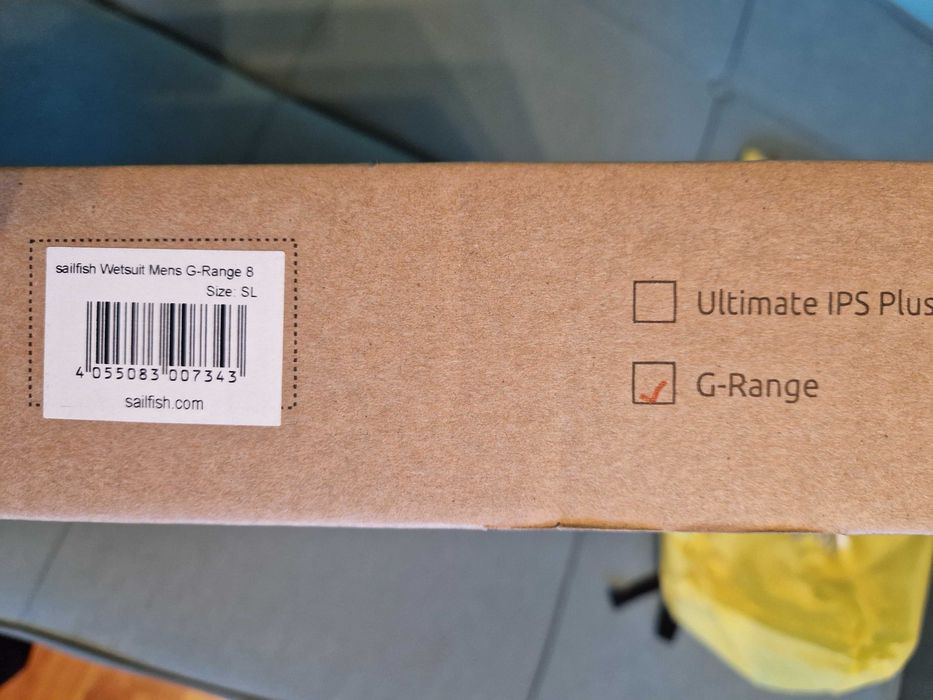 sailfish Wetsuit Mens G-Range 8
Size: SL
4 055083 007343
sailfish.com
Ultimate IPS Plus
G-Range